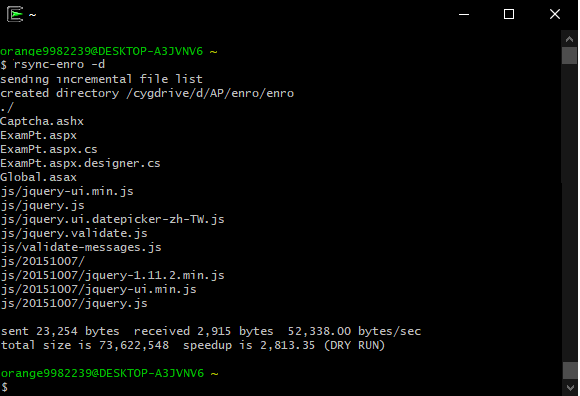 ~
orange9982239@DESKTOP-A3JVNV6 ~
$ rsync-enro -d
sending incremental file list
created directory /cygdrive/d/AP/enro/enro
./
Captcha.ashx
ExamPt.aspx
ExamPt.aspx.cs
ExamPt.aspx.designer.cs
Global.asax
js/jquery-ui.min.js
js/jquery.js
js/jquery.ui.datepicker-zh-TW.js
js/jquery.validate.js
js/validate-messages.js
js/20151007/
js/20151007/jquery-1.11.2.min.js
js/20151007/jquery-ui.min.js
js/20151007/jquery.js
sent 23,254 bytes  received 2,915 bytes  52,338.00 bytes/sec
total size is 73,622,548  speedup is 2,813.35 (DRY RUN)
orange9982239@DESKTOP-A3JVNV6 ~
$